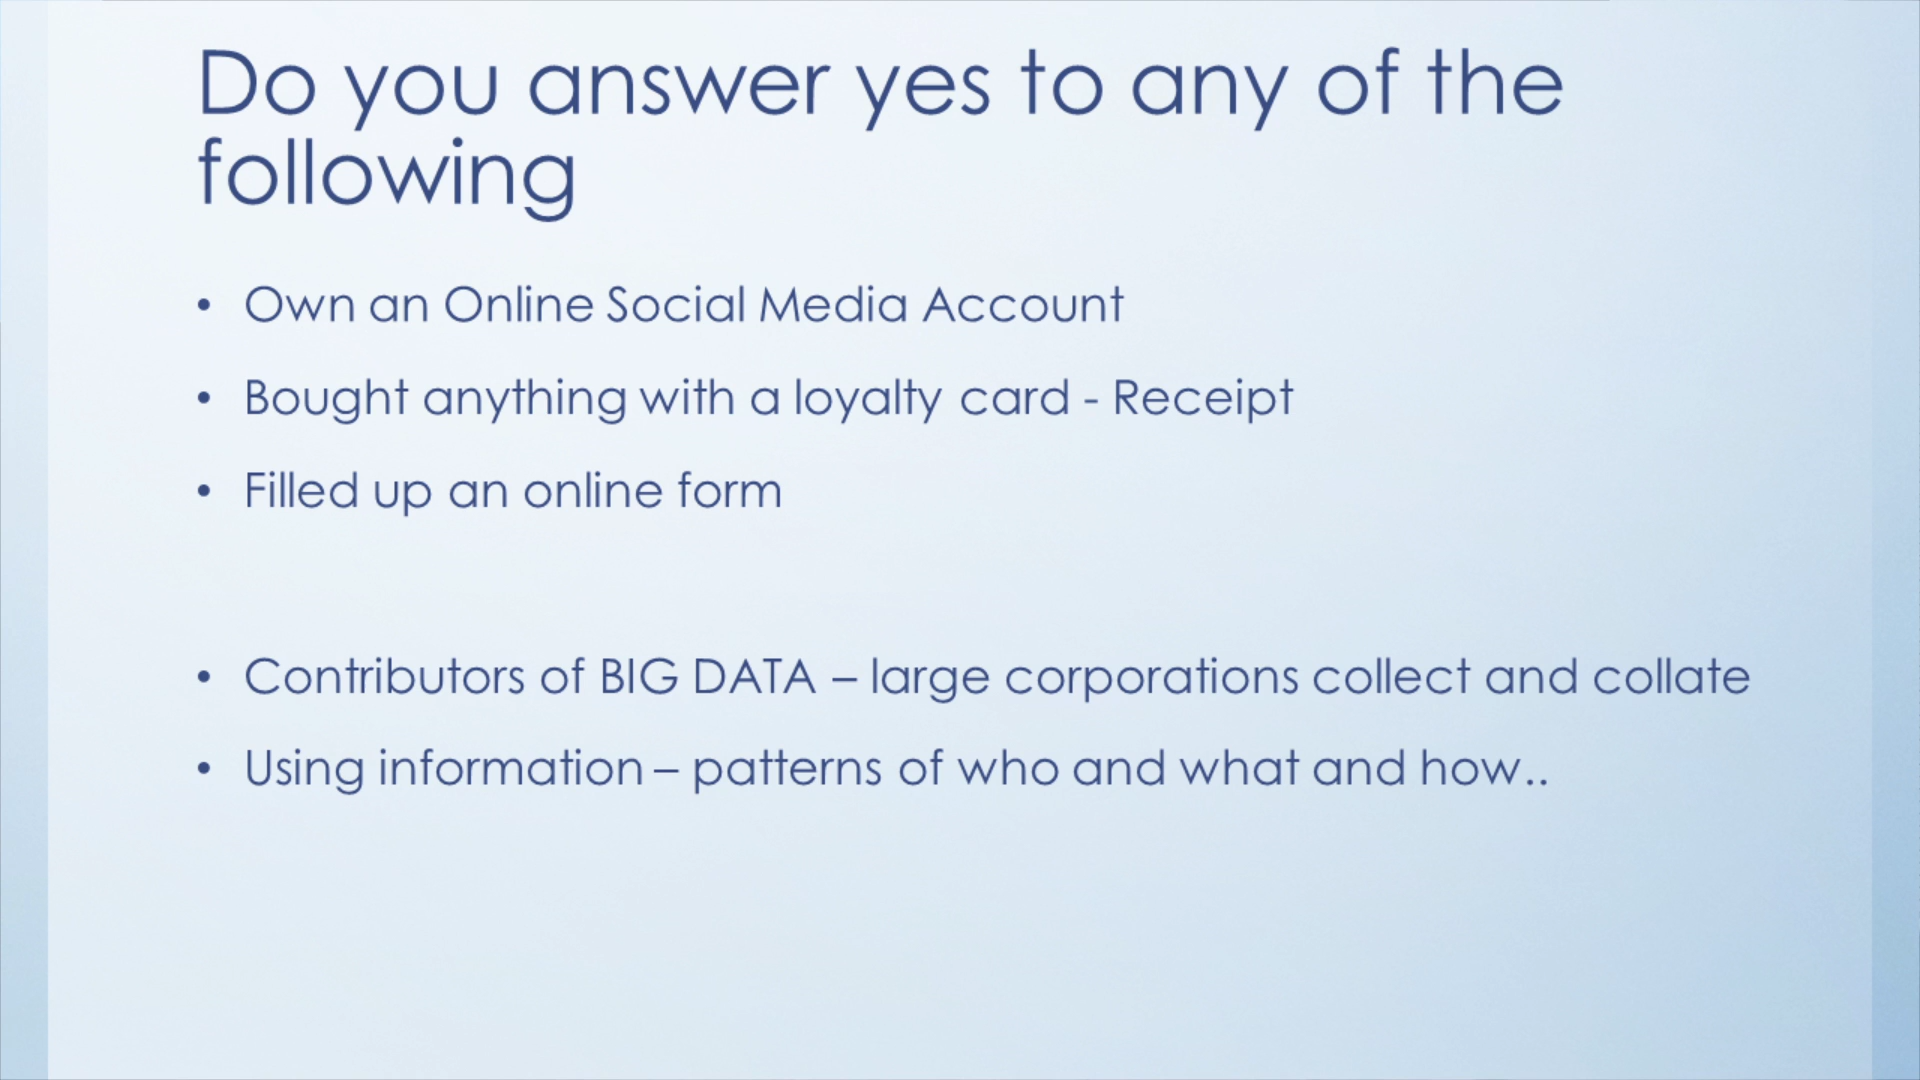 Do you answer yes to any of the
following
• Own an Online Social Media Account
• Bought anything with a loyalty card - Receipt
• Filled up an online form
• Contributors of BIG DATA – large corporations collect and collate
• Using information – patterns of who and what and how..